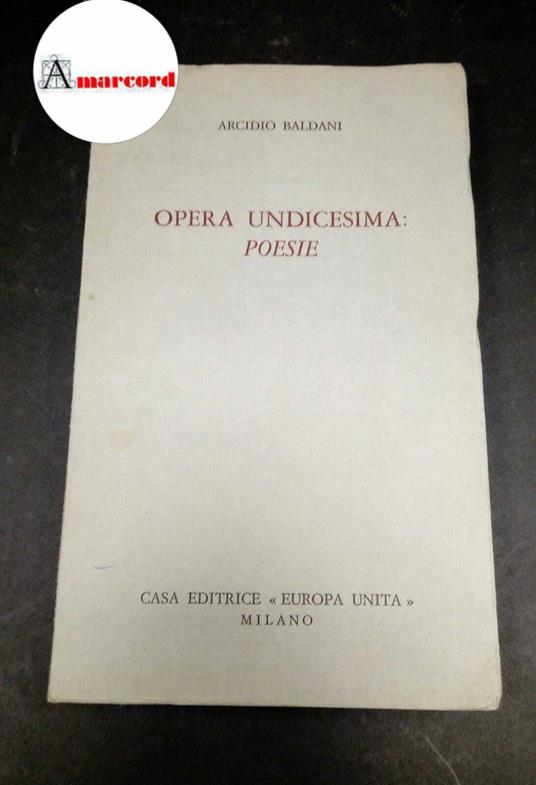 Amarcord
ARCIDIO BALDANI
OPERA UNDICESIMA:
POESIE
CASA EDITRICE « EUROPA UNITA »
MILANO